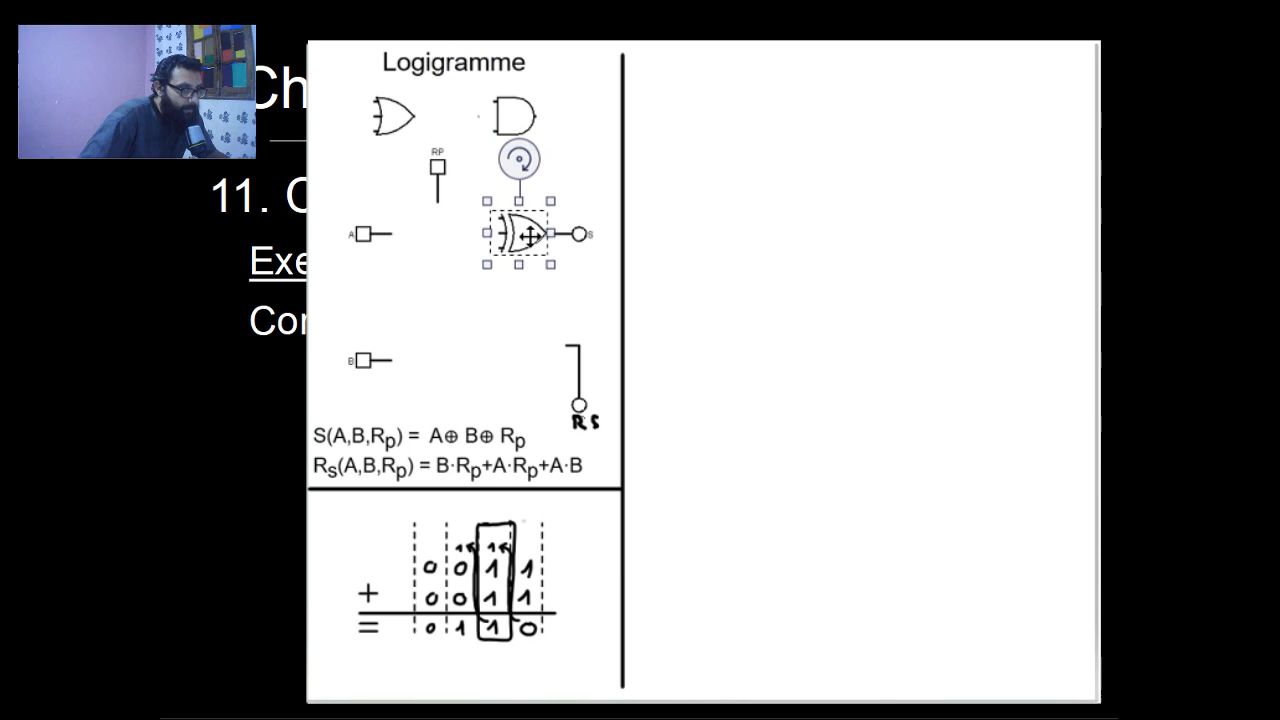 Ch
11. C
Exe
Cor
Logigramme
RP
A
S
B
RS
S(A,B,Rp) = A⊕ B⊕ Rp
Rs(A,B,Rp) = B·Rp+A·Rp+A·B
1 1
0 0 1 1
+ 0 0 1 1
= 0 1 1 0